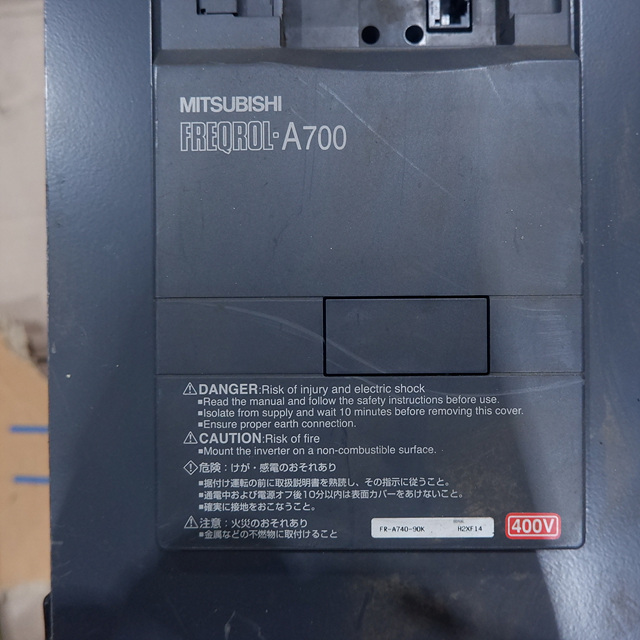 MITSUBISHI
FREQROL-A700
⚠DANGER:Risk of injury and electric shock
■Read the manual and follow the safety instructions before use.
■Isolate from supply and wait 10 minutes before removing this cover.
■Ensure proper earth connection.
⚠CAUTION:Risk of fire
■Mount the inverter on a non-combustible surface.
危険：けが・感電のおそれあり
■据付け運転の前に取扱説明書を熟読し、その指示に従うこと。
■通電中および電源オフ後10分以内は表面カバーをあけないこと。
■確実に接地をおこなうこと。
⚠注意：火災のおそれあり
■金属などの不燃物に取付けること
FR-A740-90K H2XF14 400V